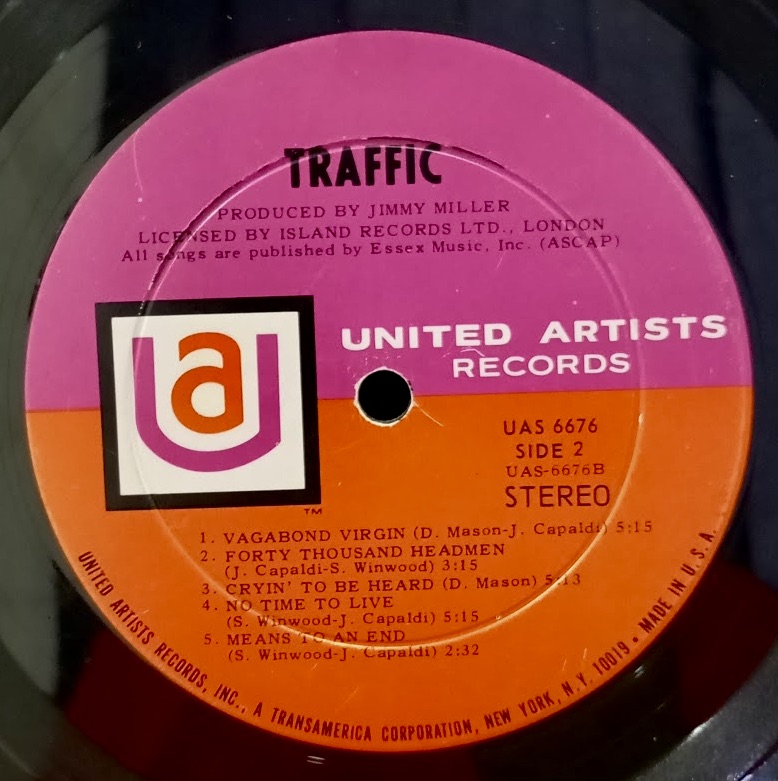 TRAFFIC
PRODUCED BY JIMMY MILLER
LICENSED BY ISLAND RECORDS LTD., LONDON
All songs are published by Essex Music, Inc. (ASCAP)
ua
UNITED ARTISTS
RECORDS
UAS 6676
SIDE 2
UAS-6676B
STEREO
TM
1. VAGABOND VIRGIN (D. Mason-J. Capaldi) 5:15
2. FORTY THOUSAND HEADMEN
(J. Capaldi-S. Winwood) 3:15
3. CRYIN' TO BE HEARD (D. Mason) 5:13
4. NO TIME TO LIVE
(S. Winwood-J. Capaldi) 5:15
5. MEANS TO AN END
(S. Winwood-J. Capaldi) 2:32
UNITED ARTISTS RECORDS, INC., A TRANSAMERICA CORPORATION, NEW YORK, N.Y. 10019 • MADE IN U.S.A.